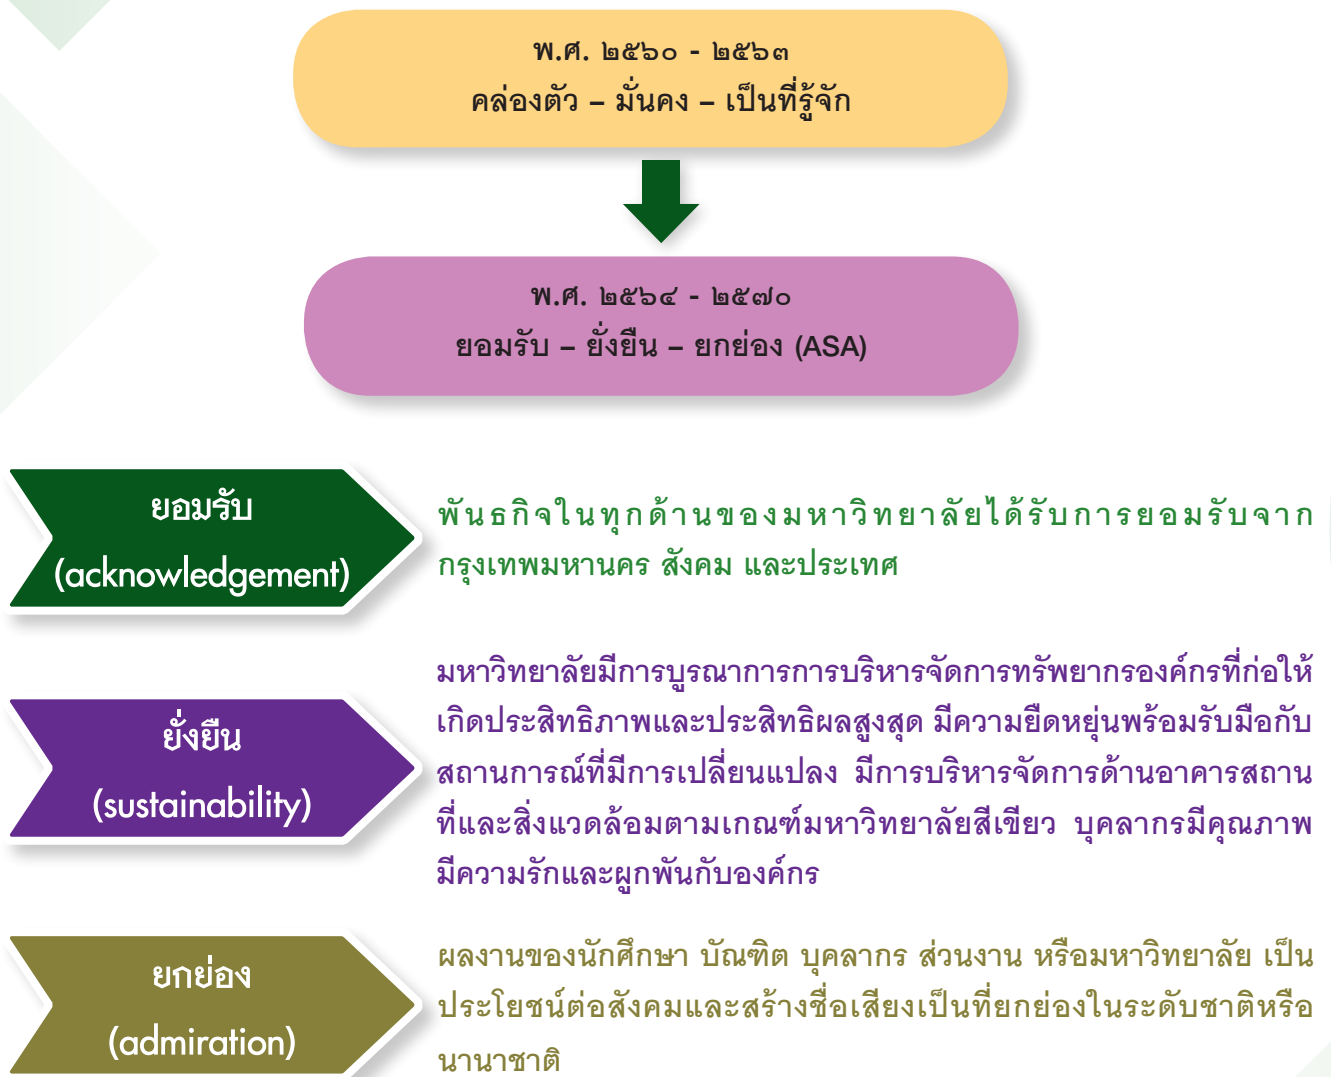 พ.ศ. ๒๕๖๐ - ๒๕๖๓
คล่องตัว – มั่นคง – เป็นที่รู้จัก
พ.ศ. ๒๕๖๔ - ๒๕๗๐
ยอมรับ – ยั่งยืน – ยกย่อง (ASA)
ยอมรับ
(acknowledgement)
พันธกิจในทุกด้านของมหาวิทยาลัยได้รับการยอมรับจาก
กรุงเทพมหานคร สังคม และประเทศ
ยั่งยืน
(sustainability)
มหาวิทยาลัยมีการบูรณาการการบริหารจัดการทรัพยากรองค์กรที่ก่อให้
เกิดประสิทธิภาพและประสิทธิผลสูงสุด มีความยืดหยุ่นพร้อมรับมือกับ
สถานการณ์ที่มีการเปลี่ยนแปลง มีการบริหารจัดการด้านอาคารสถาน
ที่และสิ่งแวดล้อมตามเกณฑ์มหาวิทยาลัยสีเขียว บุคลากรมีคุณภาพ
มีความรักและผูกพันกับองค์กร
ยกย่อง
(admiration)
ผลงานของนักศึกษา บัณฑิต บุคลากร ส่วนงาน หรือมหาวิทยาลัย เป็น
ประโยชน์ต่อสังคมและสร้างชื่อเสียงเป็นที่ยกย่องในระดับชาติหรือ
นานาชาติ